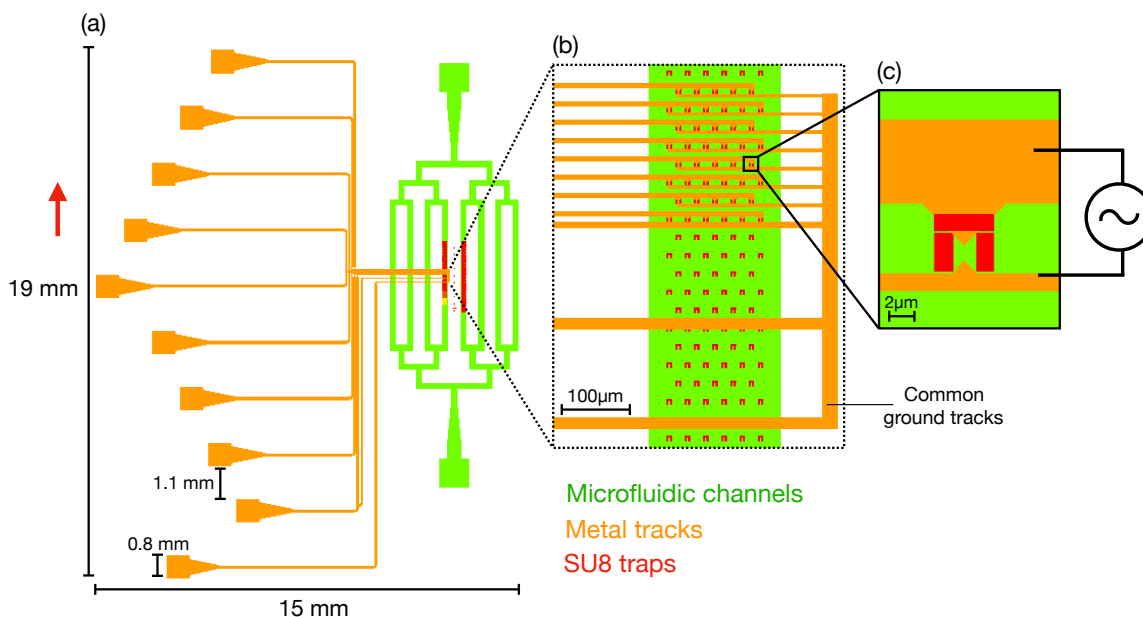 (a)
(b)
(c)
19 mm
2µm
100µm
Common
ground tracks
1.1 mm
Microfluidic channels
Metal tracks
SU8 traps
0.8 mm
15 mm